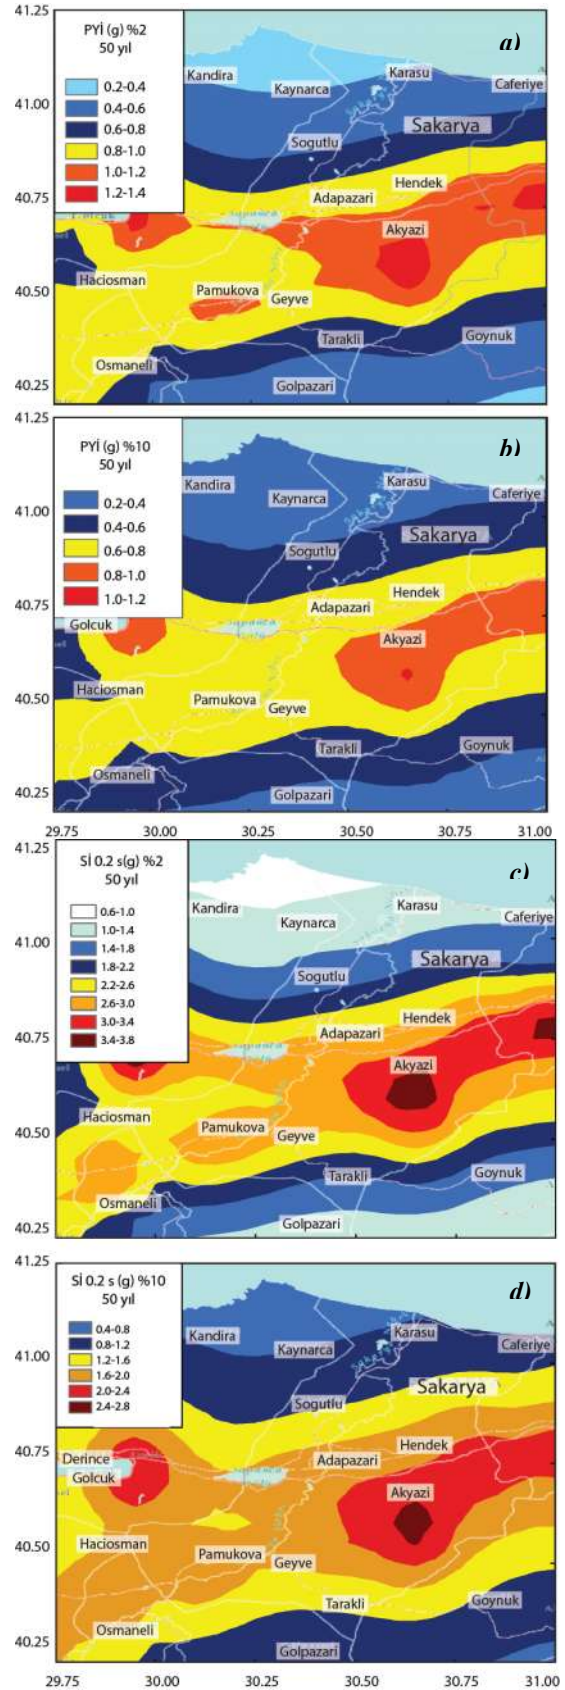 41.25
PYİ (g) %2
50 yıl
a)
0.2-0.4
0.4-0.6
0.6-0.8
0.8-1.0
1.0-1.2
1.2-1.4
Kandira
Kaynarca
Karasu
Caferiye
41.00
Sakarya
Sogutlu
Hendek
Adapazari
40.75
Golcuk
Akyazi
Haciosman
Pamukova
Geyve
40.50
Tarakli
Goynuk
Osmaneli
Golpazari
40.25
41.25
PYİ (g) %10
50 yıl
b)
0.2-0.4
0.4-0.6
0.6-0.8
0.8-1.0
1.0-1.2
Kandira
Kaynarca
Karasu
Caferiye
41.00
Sakarya
Sogutlu
Hendek
Adapazari
40.75
Golcuk
Akyazi
Haciosman
Pamukova
Geyve
40.50
Tarakli
Goynuk
Osmaneli
Golpazari
40.25
29.75 30.00 30.25 30.50 30.75 31.00
41.25
Sİ 0.2 s(g) %2
50 yıl
c)
0.6-1.0
1.0-1.4
1.4-1.8
1.8-2.2
2.2-2.6
2.6-3.0
3.0-3.4
3.4-3.8
Kandira
Kaynarca
Karasu
Caferiye
41.00
Sakarya
Sogutlu
Hendek
Adapazari
40.75
Akyazi
Haciosman
Pamukova
Geyve
40.50
Tarakli
Goynuk
Osmaneli
Golpazari
40.25
41.25
Sİ 0.2 s (g) %10
50 yıl
d)
0.4-0.8
0.8-1.2
1.2-1.6
1.6-2.0
2.0-2.4
2.4-2.8
Kandira
Kaynarca
Karasu
Caferiye
41.00
Sakarya
Sogutlu
Hendek
Adapazari
40.75
Derince
Golcuk
Akyazi
Haciosman
Pamukova
Geyve
40.50
Tarakli
Goynuk
Osmaneli
Golpazari
40.25
29.75 30.00 30.25 30.50 30.75 31.00